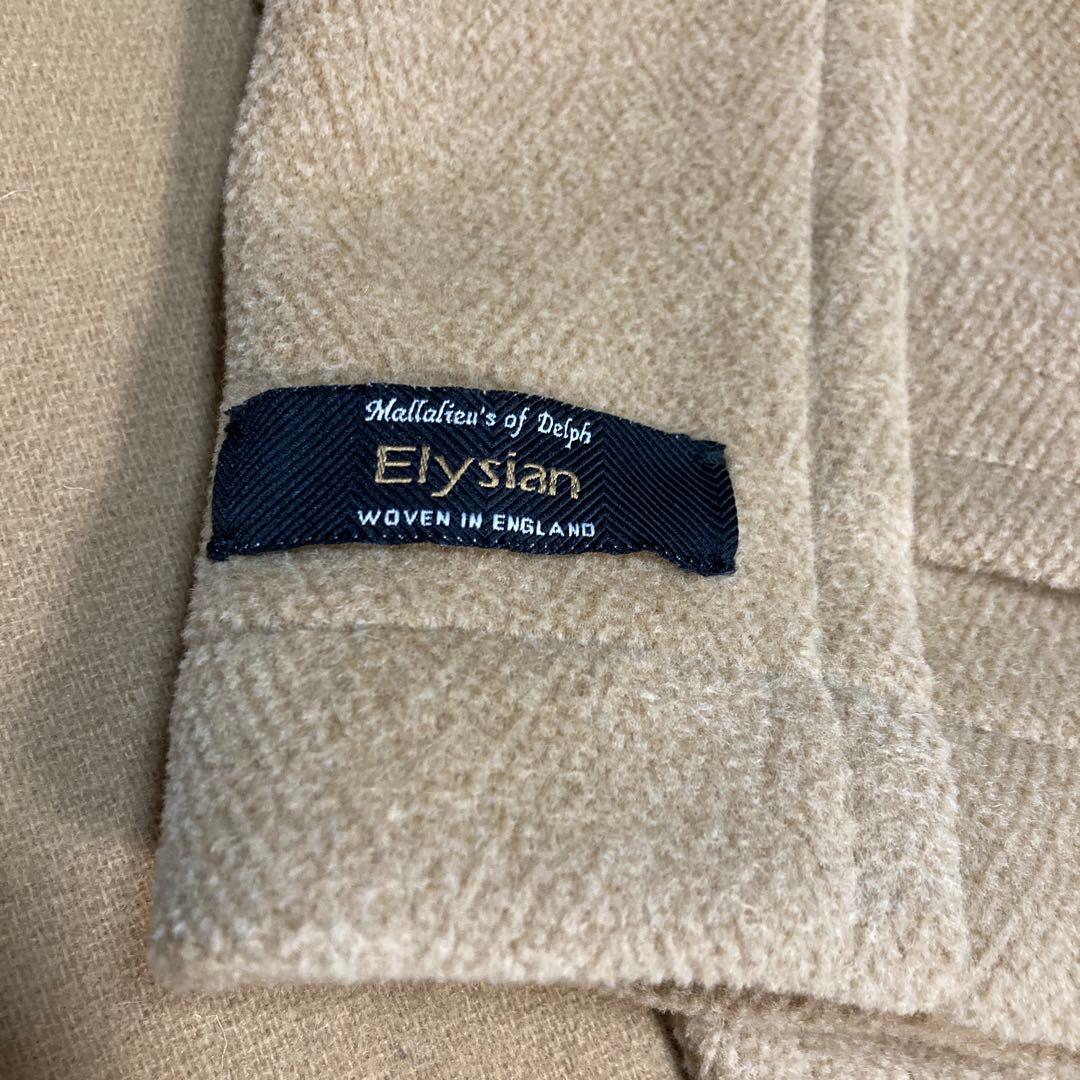 Mallalieu's of Delph
Elysian
WOVEN IN ENGLAND